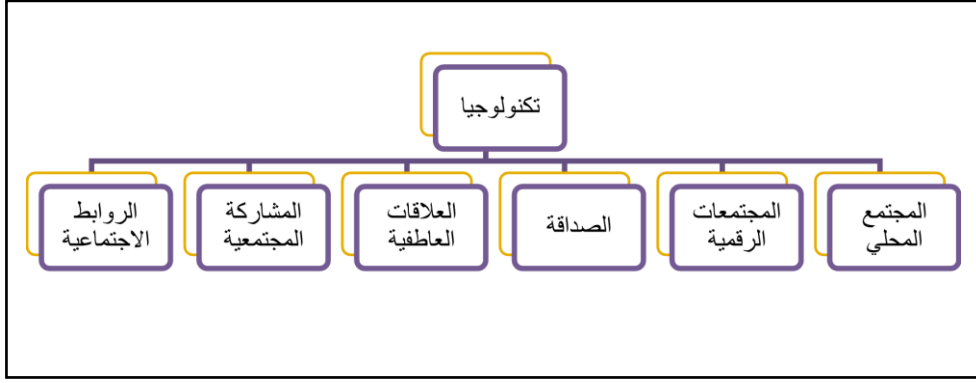 تكنولوجيا
المجتمع
المحلي
المجتمعات
الرقمية
الصداقة
العلاقات
العاطفية
المشاركة
المجتمعية
الروابط
الاجتماعية